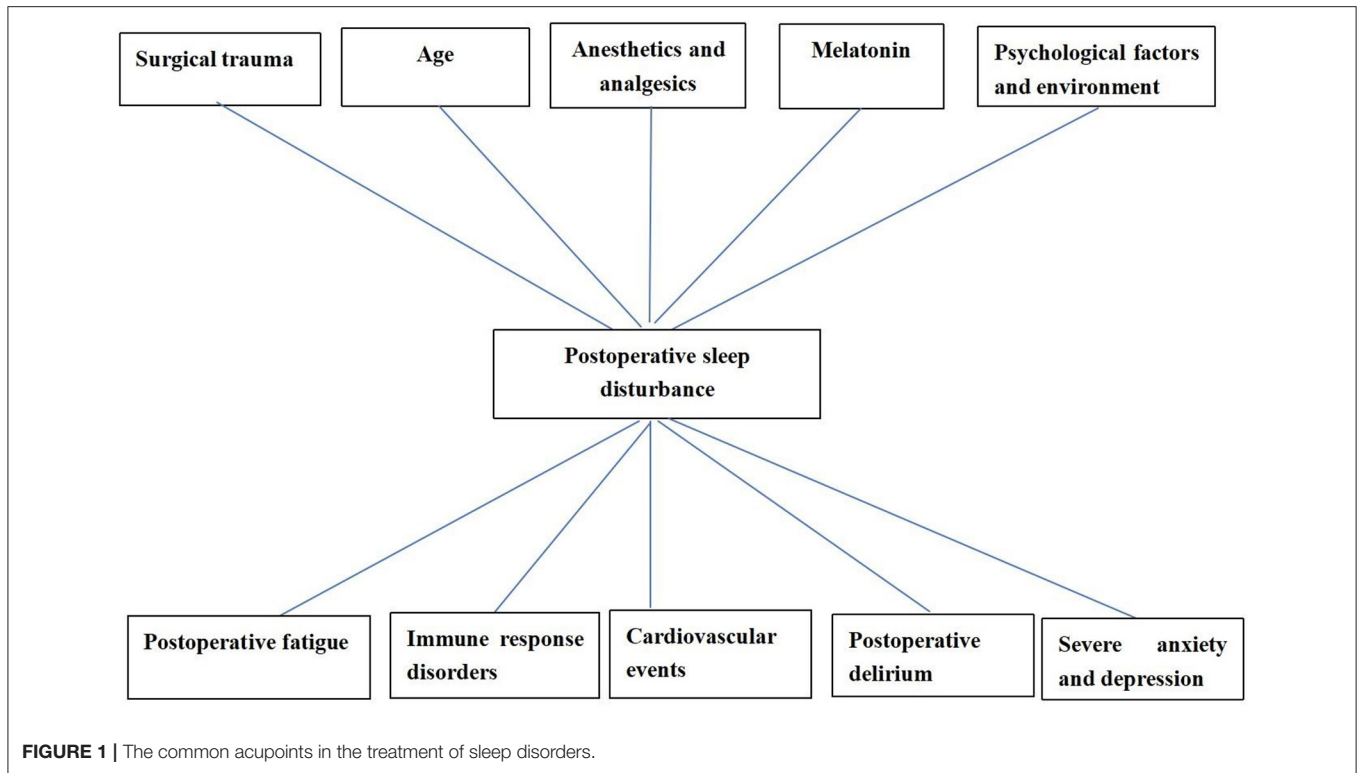 Surgical trauma
Age
Anesthetics and
analgesics
Melatonin
Psychological factors
and environment
Postoperative sleep
disturbance
Postoperative fatigue
Immune response
disorders
Cardiovascular
events
Postoperative
delirium
Severe anxiety
and depression
FIGURE 1 | The common acupoints in the treatment of sleep disorders.